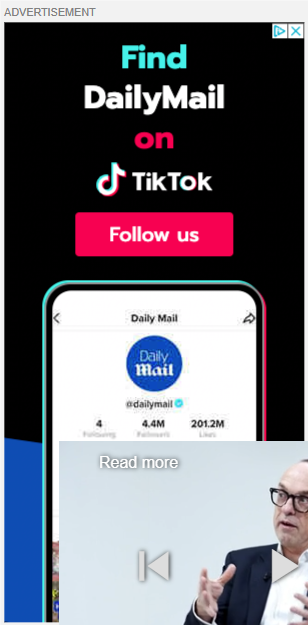 ADVERTISEMENT
Find
DailyMail
on
TikTok
Follow us
Daily Mail
Daily
Mail
@dailymail
4 4.4M 201.2M
Following Followers Likes
Read more